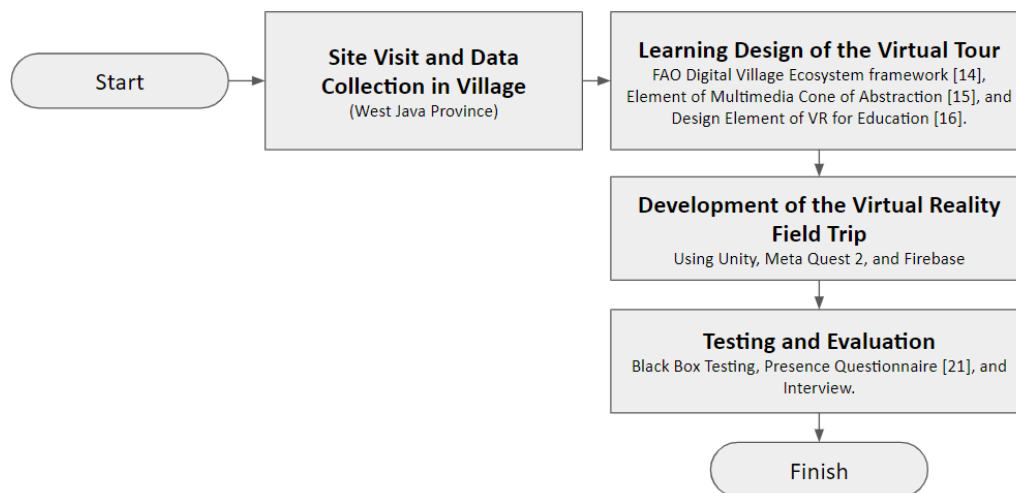 Start
Site Visit and Data
Collection in Village
(West Java Province)
Learning Design of the Virtual Tour
FAO Digital Village Ecosystem framework [14],
Element of Multimedia Cone of Abstraction [15], and
Design Element of VR for Education [16].
Development of the Virtual Reality
Field Trip
Using Unity, Meta Quest 2, and Firebase
Testing and Evaluation
Black Box Testing, Presence Questionnaire [21], and
Interview.
Finish